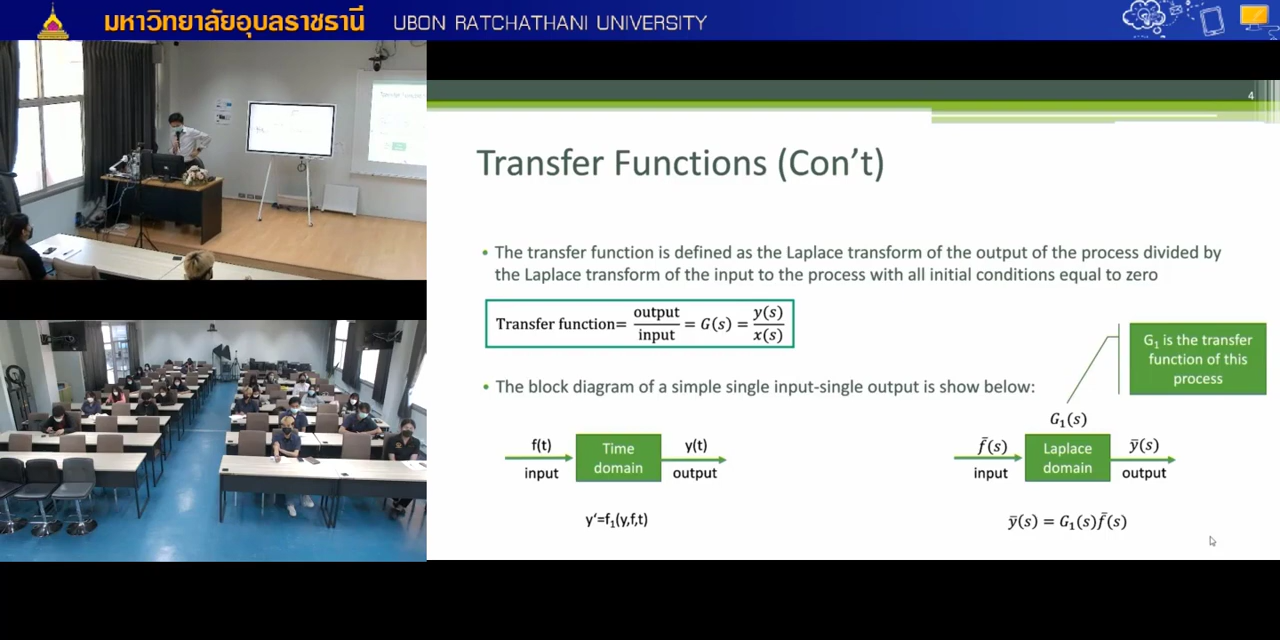 มหาวิทยาลัยอุบลราชธานี UBON RATCHATHANI UNIVERSITY
4
Transfer Functions (Con't)
• The transfer function is defined as the Laplace transform of the output of the process divided by
the Laplace transform of the input to the process with all initial conditions equal to zero
Transfer function= output/input = G(s) = y(s)/x(s)
G₁ is the transfer
function of this
process
• The block diagram of a simple single input-single output is show below:
f(t)
input
Time
domain
y(t)
output
y'=f₁(y,f,t)
G₁(s)
f̄(s)
input
Laplace
domain
ȳ(s)
output
ȳ(s) = G₁(s)f̄(s)